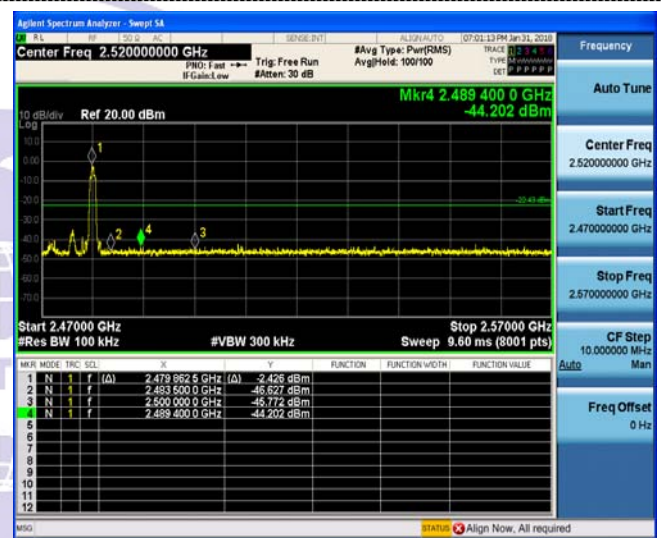 Agilent Spectrum Analyzer - Swept SA
RL RF 50 Ω AC SENSE:INT ALIGN AUTO 07:01:13 PM Jan 31, 2018
Center Freq 2.520000000 GHz #Avg Type: Pwr(RMS) TRACE 1 2 3 4 5 6
PNO: Fast Trig: Free Run Avg|Hold: 100/100 TYPE M
IFGain:Low #Atten: 30 dB DET P P P P P P
Mkr4 2.489 400 0 GHz
10 dB/div Ref 20.00 dBm -44.202 dBm
Log
10.0
0.00
-10.0
-20.0
-22.43 dBm
-30.0
-40.0
-50.0
-60.0
-70.0
1
2
4
3
Start 2.47000 GHz Stop 2.57000 GHz
#Res BW 100 kHz #VBW 300 kHz Sweep 9.60 ms (8001 pts)
MKR MODE TRC SCL X Y FUNCTION FUNCTION WIDTH FUNCTION VALUE
1 N 1 f (Δ) 2.479 862 5 GHz (Δ) -2.426 dBm
2 N 1 f 2.483 500 0 GHz -46.627 dBm
3 N 1 f 2.500 000 0 GHz -45.772 dBm
4 N 1 f 2.489 400 0 GHz -44.202 dBm
5
6
7
8
9
10
11
12
MSG STATUS Align Now, All required
Frequency
Auto Tune
Center Freq
2.520000000 GHz
Start Freq
2.470000000 GHz
Stop Freq
2.570000000 GHz
CF Step
10.000000 MHz
Auto Man
Freq Offset
0 Hz